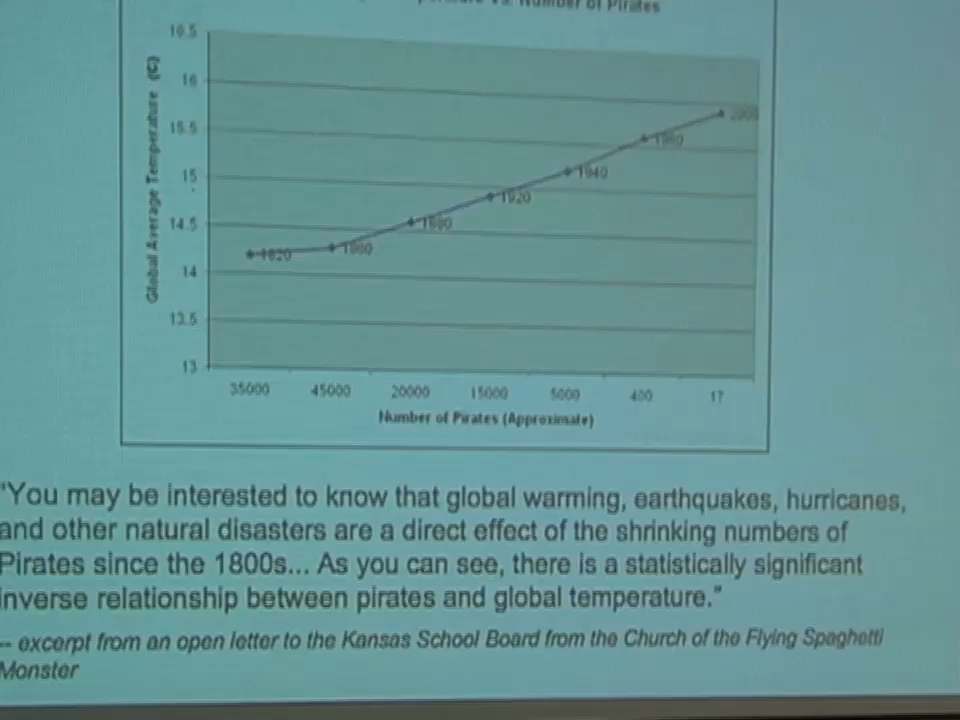 vs. Number of Pirates
16.5
16
15.5
15
14.5
14
13.5
13
Global Average Temperature (C)
2000
1980
1940
1920
1880
1860
1820
35000 45000 20000 15000 5000 400 17
Number of Pirates (Approximate)
"You may be interested to know that global warming, earthquakes, hurricanes,
and other natural disasters are a direct effect of the shrinking numbers of
Pirates since the 1800s... As you can see, there is a statistically significant
inverse relationship between pirates and global temperature."
-- excerpt from an open letter to the Kansas School Board from the Church of the Flying Spaghetti
Monster